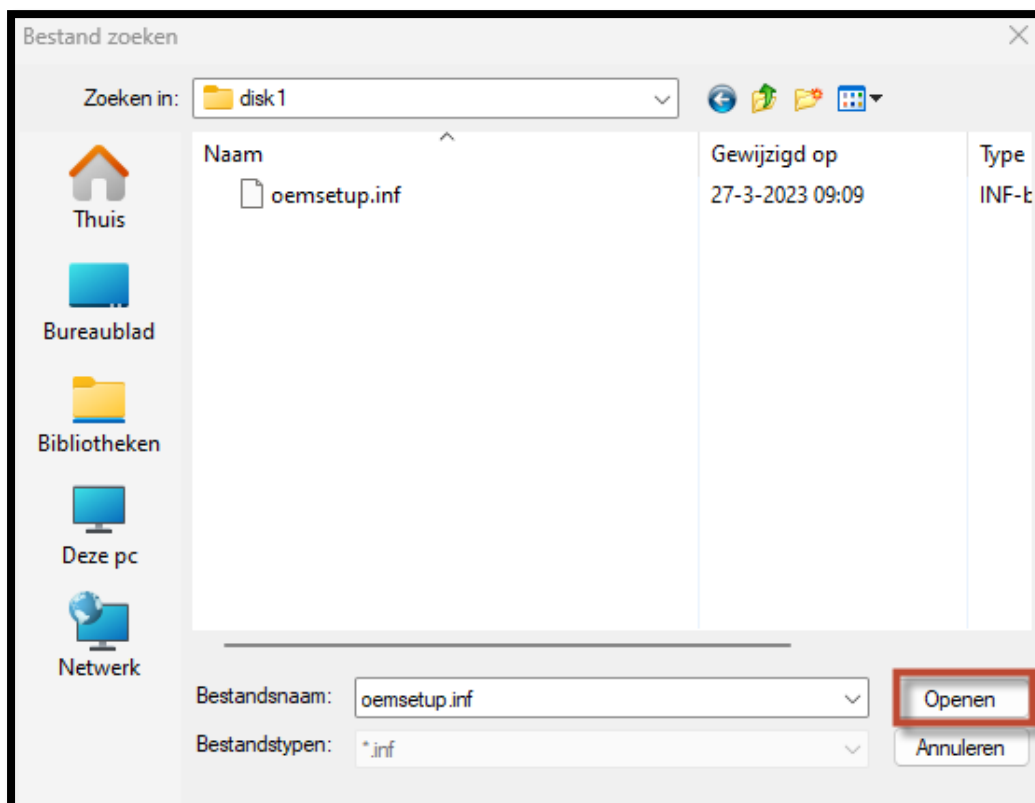 Bestand zoeken
Zoeken in: disk1
Naam Gewijzigd op Type
oemsetup.inf 27-3-2023 09:09 INF-b
Thuis
Bureaublad
Bibliotheken
Deze pc
Netwerk
Bestandsnaam: oemsetup.inf Openen
Bestandstypen: *.inf Annuleren